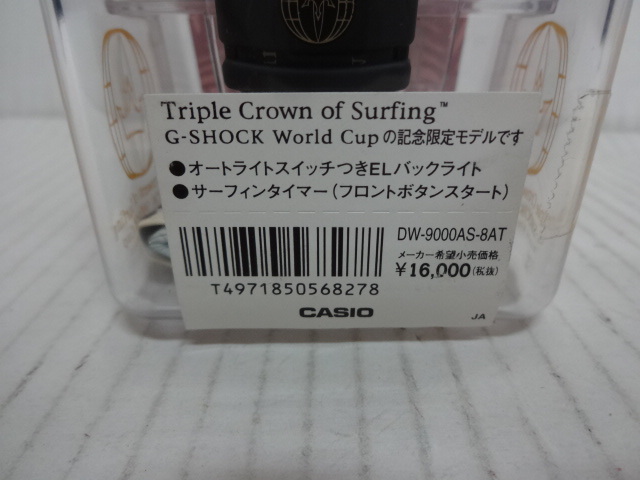 Triple Crown of Surfing™
G-SHOCK World Cupの記念限定モデルです
●オートライトスイッチつきELバックライト
●サーフィンタイマー（フロントボタンスタート）
DW-9000AS-8AT
メーカー希望小売価格
¥16,000(税抜)
T4971850568278
CASIO
JA